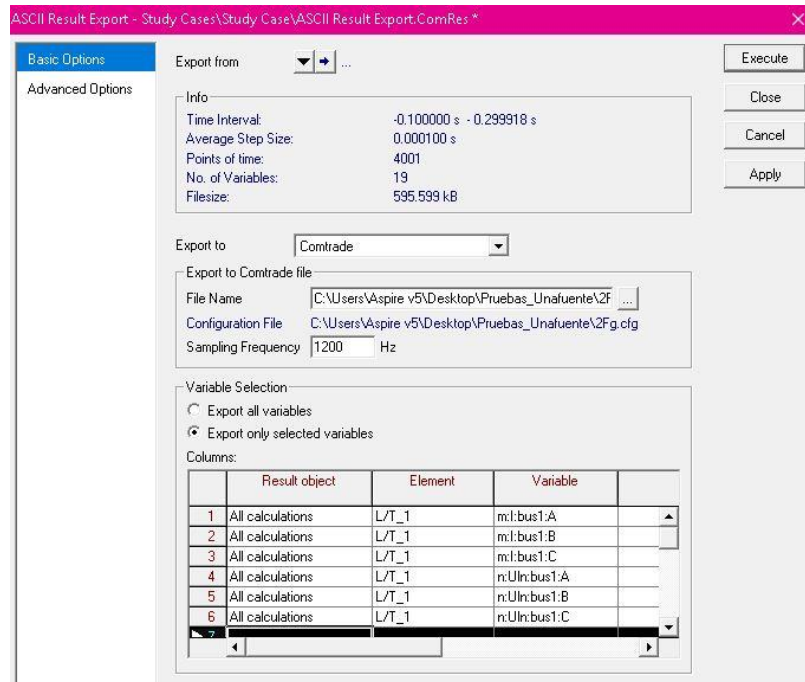 ASCII Result Export - Study Cases\Study Case\ASCII Result Export.ComRes *
Basic Options
Advanced Options
Export from ...
Execute
Close
Cancel
Apply
Info
Time Interval: -0.100000 s - 0.299918 s
Average Step Size: 0.000100 s
Points of time: 4001
No. of Variables: 19
Filesize: 595.599 kB
Export to Comtrade
Export to Comtrade file
File Name C:\Users\Aspire v5\Desktop\Pruebas_Unafuente\2F ...
Configuration File C:\Users\Aspire v5\Desktop\Pruebas_Unafuente\2Fg.cfg
Sampling Frequency 1200 Hz
Variable Selection
Export all variables
Export only selected variables
Columns:
Result object Element Variable
1 All calculations L/T_1 m:I:bus1:A
2 All calculations L/T_1 m:I:bus1:B
3 All calculations L/T_1 m:I:bus1:C
4 All calculations L/T_1 n:Uln:bus1:A
5 All calculations L/T_1 n:Uln:bus1:B
6 All calculations L/T_1 n:Uln:bus1:C
7